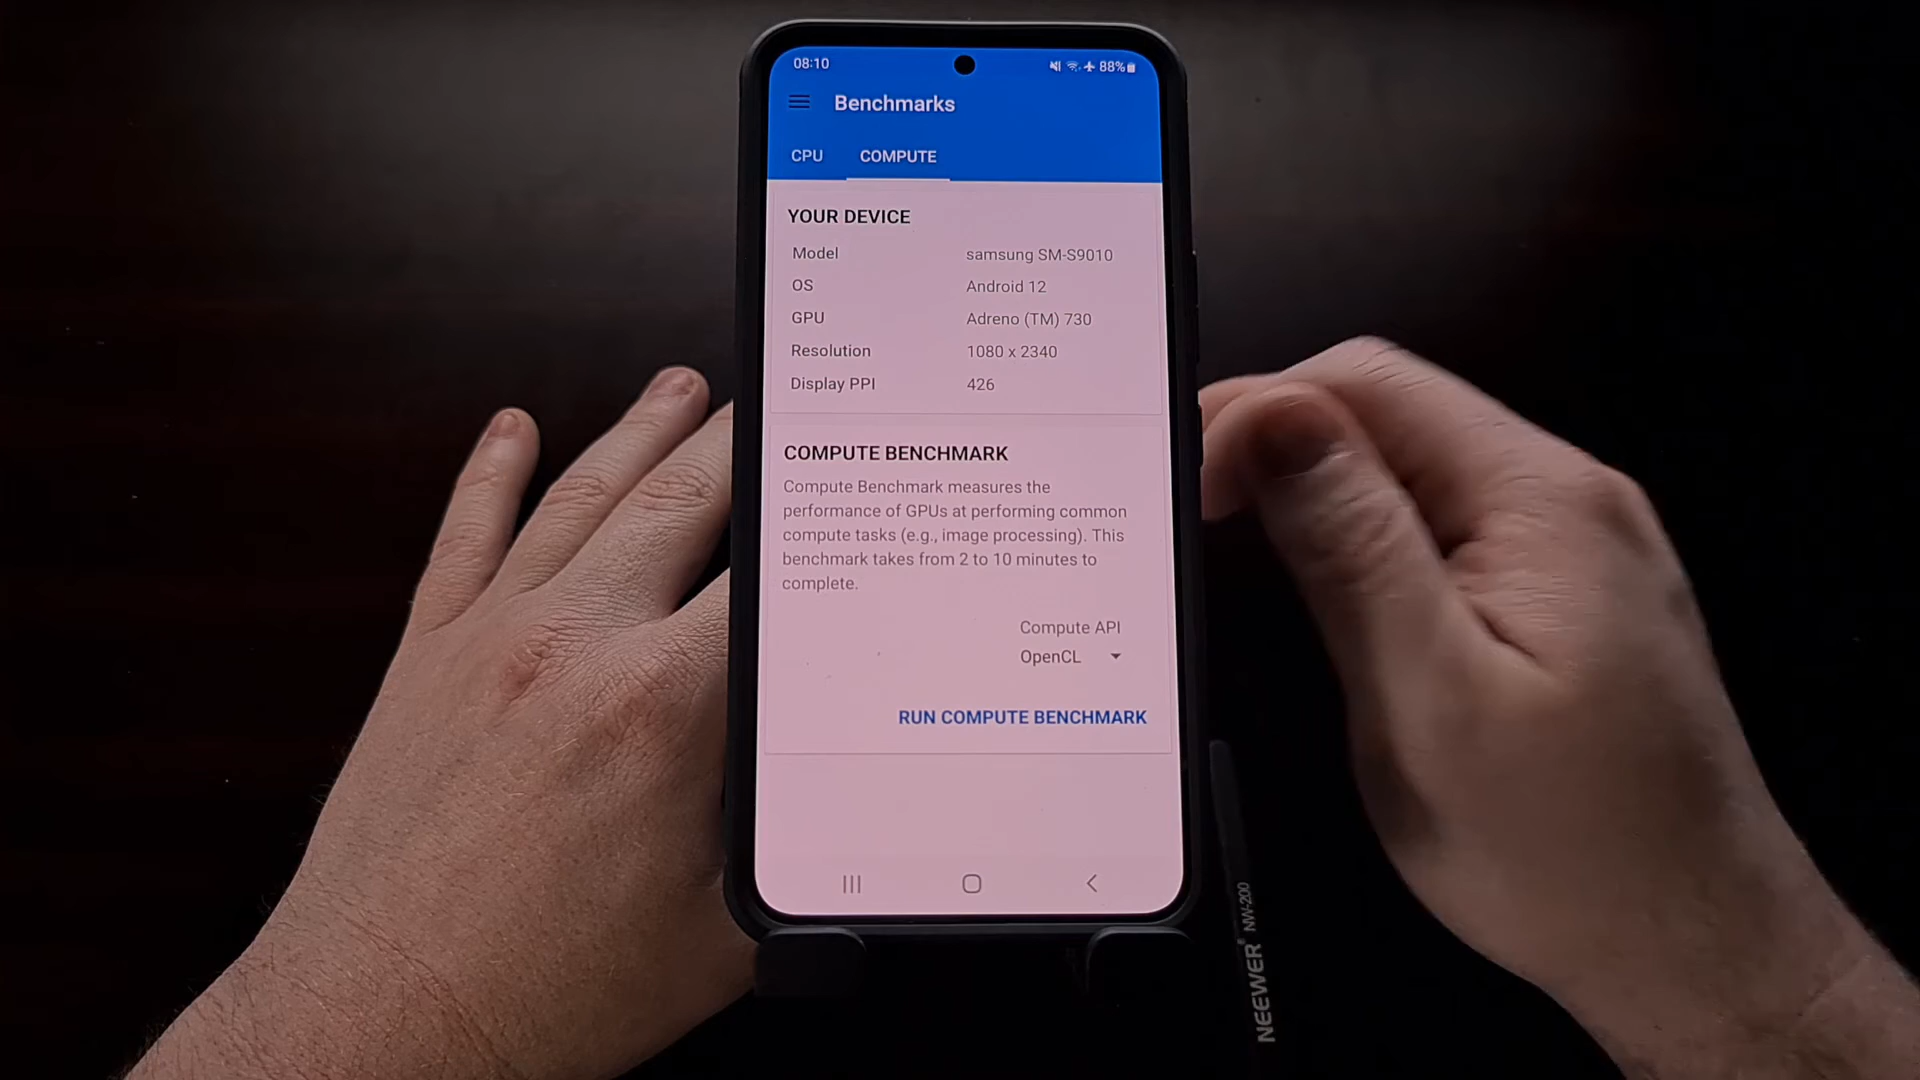 08:10
88%
Benchmarks
CPU COMPUTE
YOUR DEVICE
Model samsung SM-S9010
OS Android 12
GPU Adreno (TM) 730
Resolution 1080 x 2340
Display PPI 426
COMPUTE BENCHMARK
Compute Benchmark measures the
performance of GPUs at performing common
compute tasks (e.g., image processing). This
benchmark takes from 2 to 10 minutes to
complete.
Compute API
OpenCL
RUN COMPUTE BENCHMARK
NEEWER® NW-200